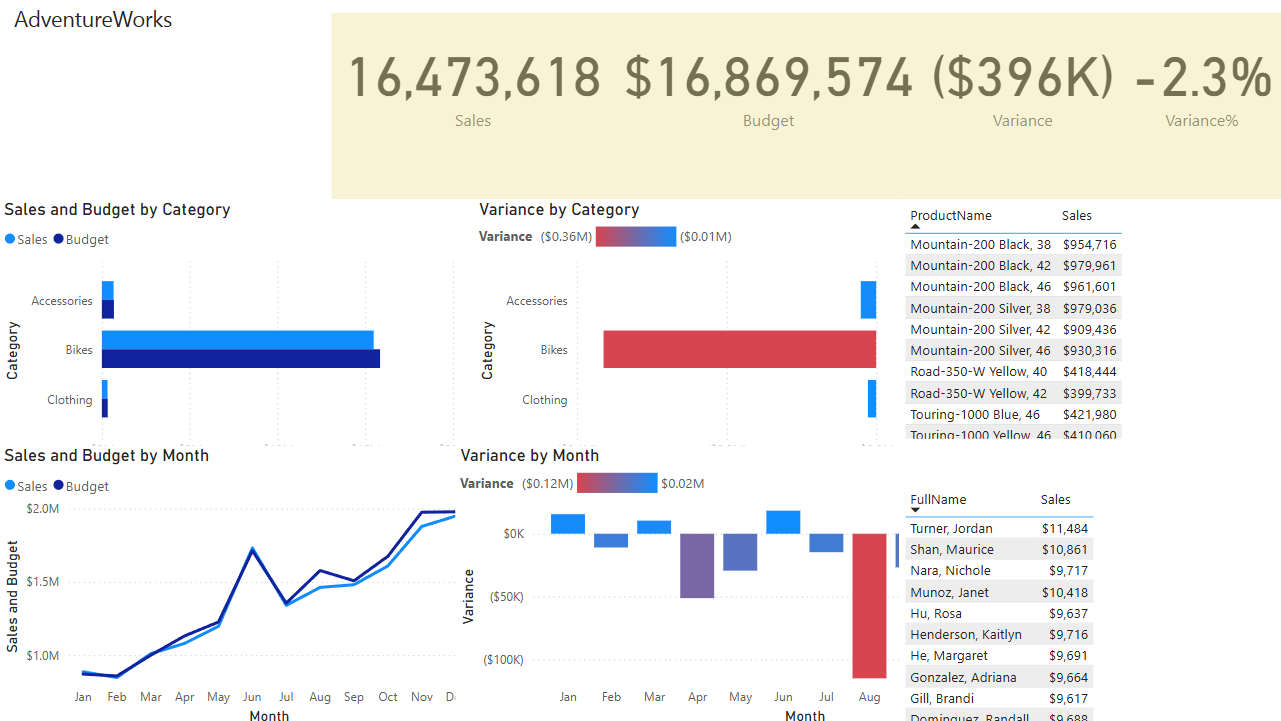 AdventureWorks
16,473,618 $16,869,574 ($396K) -2.3%
Sales Budget Variance Variance%
Sales and Budget by Category
Sales Budget
Category
Accessories
Bikes
Clothing
Variance by Category
Variance ($0.36M) ($0.01M)
Category
Accessories
Bikes
Clothing
ProductName Sales
Mountain-200 Black, 38 $954,716
Mountain-200 Black, 42 $979,961
Mountain-200 Black, 46 $961,601
Mountain-200 Silver, 38 $979,036
Mountain-200 Silver, 42 $909,436
Mountain-200 Silver, 46 $930,316
Road-350-W Yellow, 40 $418,444
Road-350-W Yellow, 42 $399,733
Touring-1000 Blue, 46 $421,980
Touring-1000 Yellow, 46 $410,060
Sales and Budget by Month
Sales Budget
Sales and Budget
$2.0M
$1.5M
$1.0M
Jan Feb Mar Apr May Jun Jul Aug Sep Oct Nov
Month
Variance by Month
Variance ($0.12M) $0.02M
Variance
$0K
($50K)
($100K)
Jan Feb Mar Apr May Jun Jul Aug
Month
FullName Sales
Turner, Jordan $11,484
Shan, Maurice $10,861
Nara, Nichole $9,717
Munoz, Janet $10,418
Hu, Rosa $9,637
Henderson, Kaitlyn $9,716
He, Margaret $9,691
Gonzalez, Adriana $9,664
Gill, Brandi $9,617
Dominguez, Randall $9,688